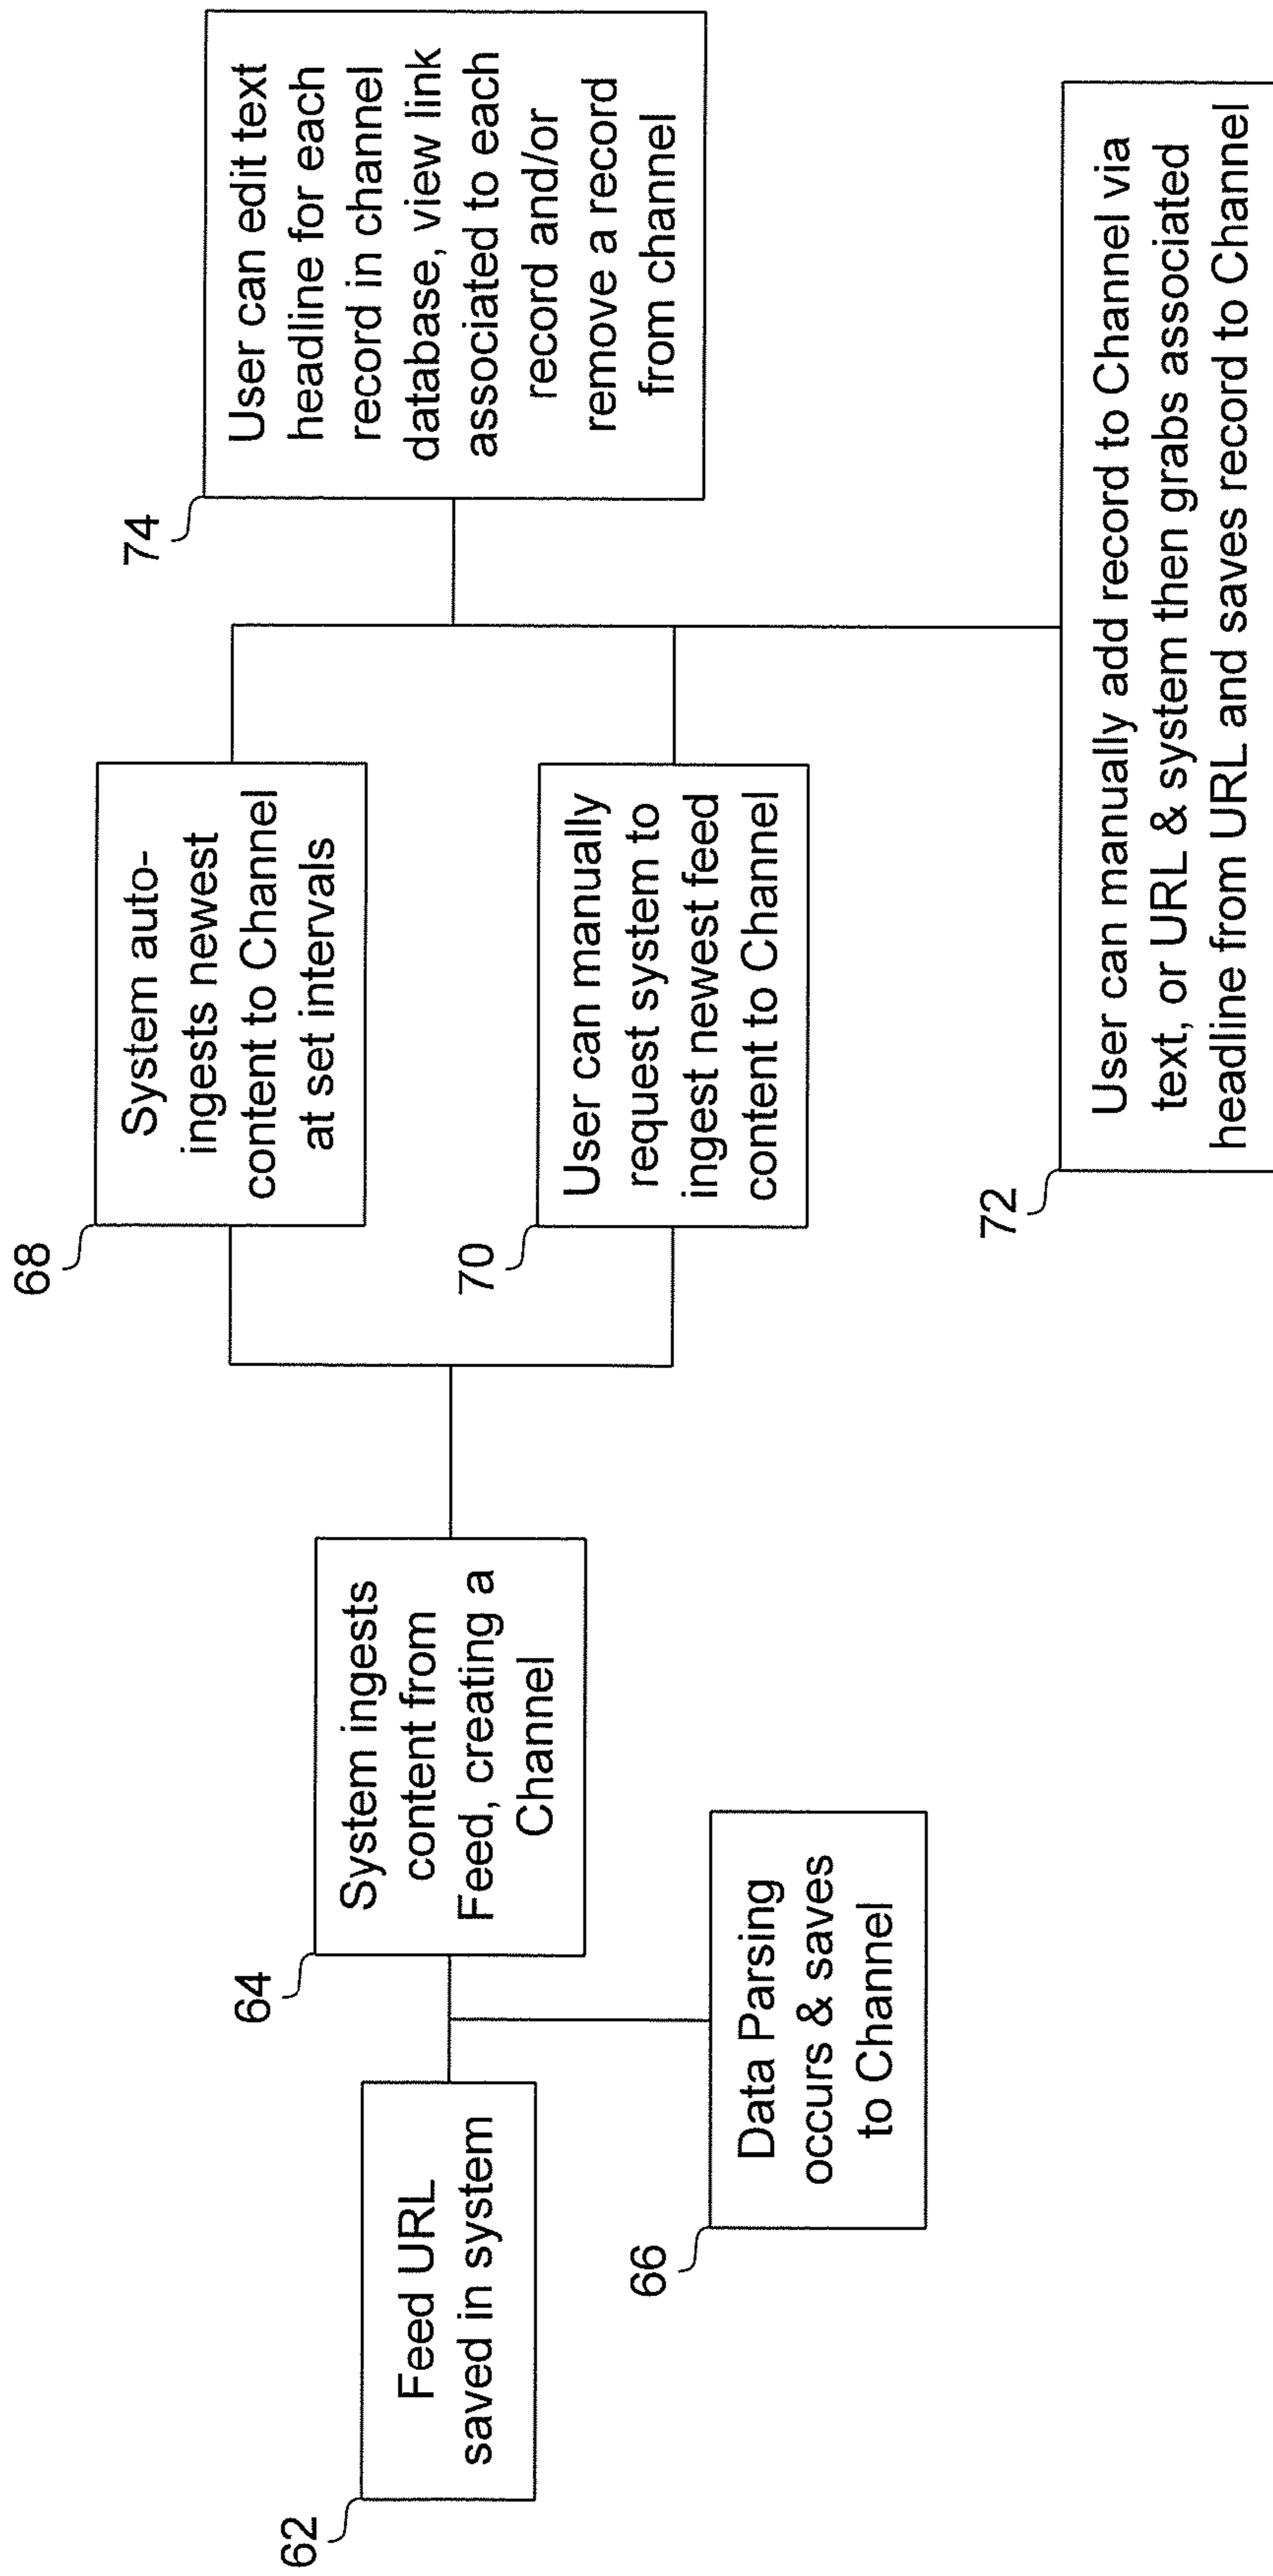 62
Feed URL
saved in system
64
System ingests
content from
Feed, creating a
Channel
66
Data Parsing
occurs & saves
to Channel
68
System auto-
ingests newest
content to Channel
at set intervals
70
User can manually
request system to
ingest newest feed
content to Channel
72
User can manually add record to Channel via
text, or URL & system then grabs associated
headline from URL and saves record to Channel
74
User can edit text
headline for each
record in channel
database, view link
associated to each
record and/or
remove a record
from channel